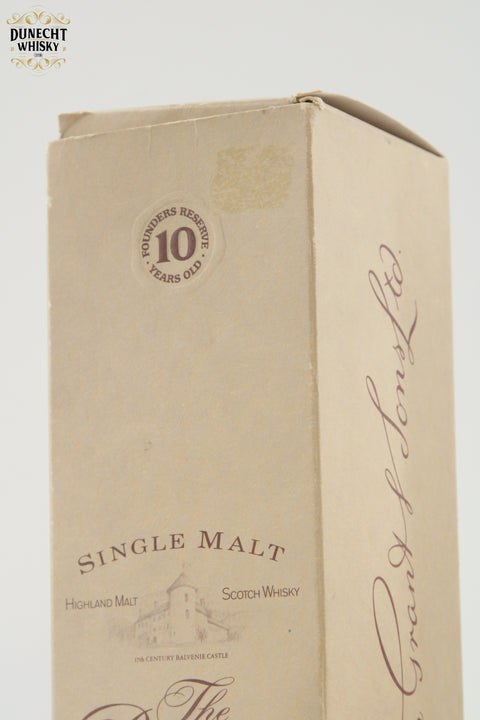 DUNECHT
WHISKY
FOUNDERS RESERVE
10
YEARS OLD
SINGLE MALT
HIGHLAND MALT
SCOTCH WHISKY
17th CENTURY BALVENIE CASTLE
The
Grant & Sons Ltd.